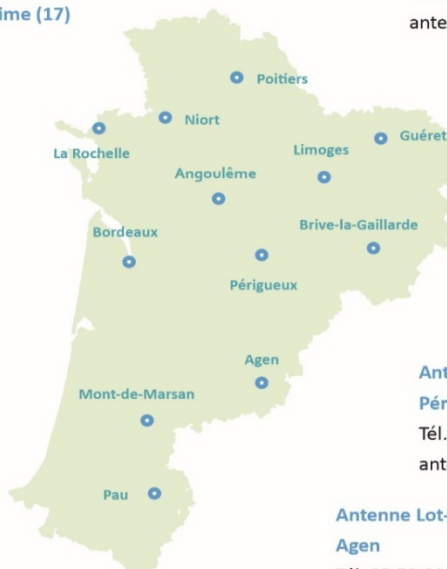 ime (17)
ante
Poitiers
Niort
Guéret
La Rochelle
Limoges
Angoulême
Brive-la-Gaillarde
Bordeaux
Périgueux
Agen
Ant
Mont-de-Marsan
Pér
Tél.
ant
Pau
Antenne Lot-
Agen